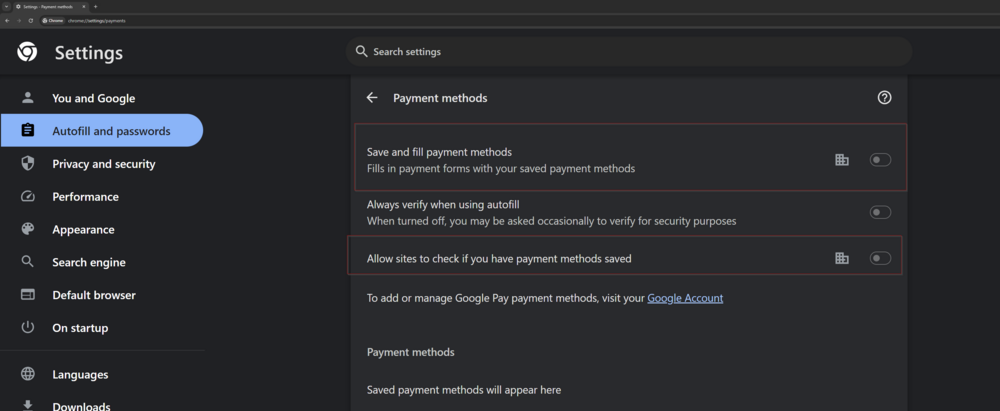 Settings - Payment methods
Chrome
chrome://settings/payments
Settings
Search settings
You and Google
Autofill and passwords
Privacy and security
Performance
Appearance
Search engine
Default browser
On startup
Languages
Downloads
Payment methods
Save and fill payment methods
Fills in payment forms with your saved payment methods
Always verify when using autofill
When turned off, you may be asked occasionally to verify for security purposes
Allow sites to check if you have payment methods saved
To add or manage Google Pay payment methods, visit your Google Account
Payment methods
Saved payment methods will appear here